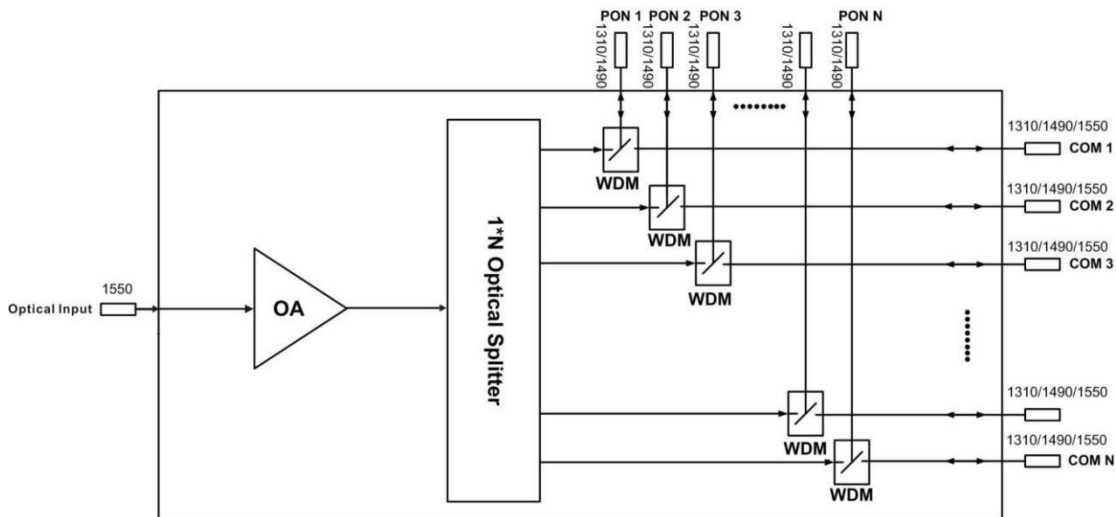 PON 1 PON 2 PON 3 PON N
1310/1490
1310/1490
1310/1490
1310/1490
1310/1490
1310/1490/1550
COM 1
WDM
1310/1490/1550
COM 2
WDM
1310/1490/1550
COM 3
WDM
1550
Optical Input
OA
1*N Optical Splitter
1310/1490/1550
WDM
1310/1490/1550
COM N
WDM